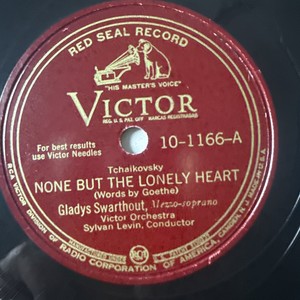 RED SEAL RECORD
"HIS MASTER'S VOICE"
VICTOR
REG. U.S. PAT. OFF. MARCAS REGISTRADAS
For best results
use Victor Needles
10-1166-A
Tchaikovsky
NONE BUT THE LONELY HEART
(Words by Goethe)
Gladys Swarthout, Mezzo-soprano
Victor Orchestra
Sylvan Levin, Conductor
RCA
RCA VICTOR DIVISION OF RADIO CORPORATION OF AMERICA, CAMDEN, N.J.